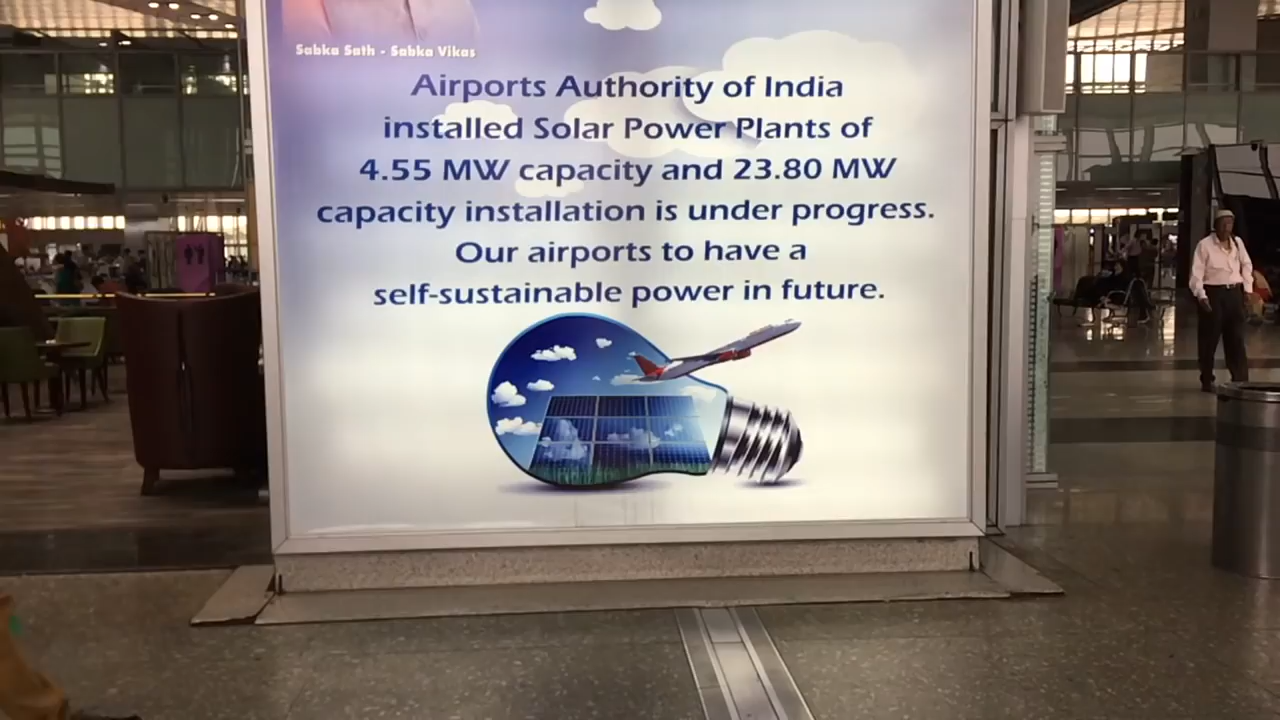 Sabka Sath - Sabka Vikas
Airports Authority of India
installed Solar Power Plants of
4.55 MW capacity and 23.80 MW
capacity installation is under progress.
Our airports to have a
self-sustainable power in future.